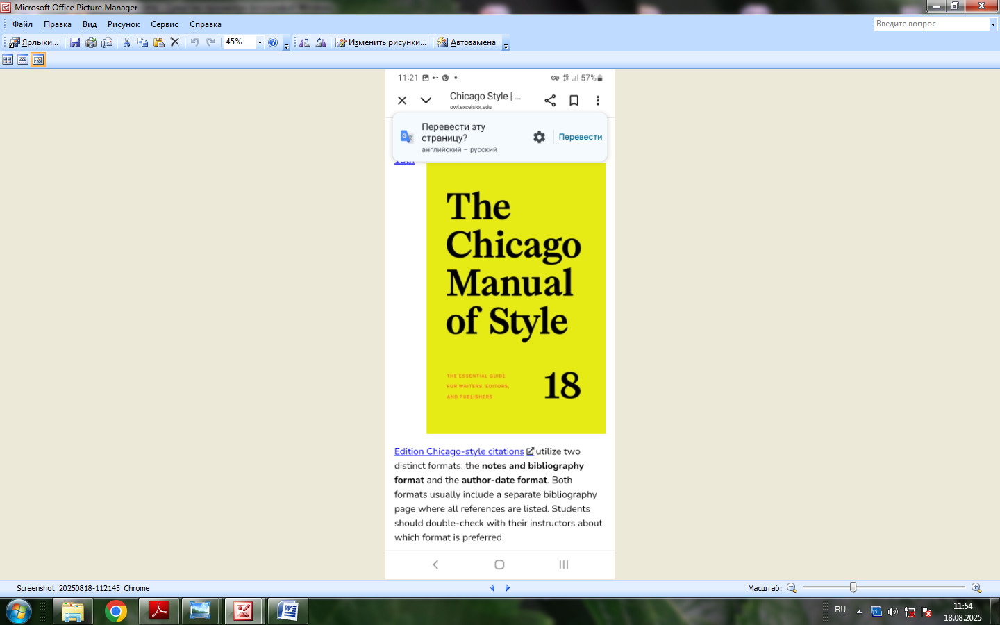 Microsoft Office Picture Manager
Файл Правка Вид Рисунок Сервис Справка
Введите вопрос
Ярлыки...
45%
Изменить рисунки...
Автозамена
11:21
57%
Chicago Style | ...
owl.excelsior.edu
Перевести эту
страницу?
английский – русский
Перевести
The
Chicago
Manual
of Style
THE ESSENTIAL GUIDE
FOR WRITERS, EDITORS,
AND PUBLISHERS
18
Edition Chicago-style citations utilize two
distinct formats: the notes and bibliography
format and the author-date format. Both
formats usually include a separate bibliography
page where all references are listed. Students
should double-check with their instructors about
which format is preferred.
Screenshot_20250818-112145_Chrome
Масштаб:
RU
11:54
18.08.2025